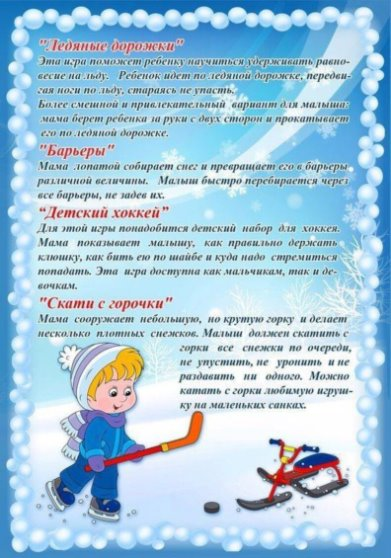 "Ледяные дорожки"
Эта игра поможет ребенку научиться удерживать равно-
весие на льду. Ребенок идет по ледяной дорожке, передви-
гая ноги по льду, стараясь не упасть.
Более смешной и привлекательный вариант для малыша:
мама берет ребенка за руки с двух сторон и прокатывает
его по ледяной дорожке.
"Барьеры"
Мама лопатой собирает снег и превращает его в барьеры
различной величины. Малыш быстро перебирается через
все барьеры, не задев их.
“Детский хоккей”
Для этой игры понадобится детский набор для хоккея.
Мама показывает малышу, как правильно держать
клюшку, как бить ею по шайбе и куда надо стремиться
попадать. Эта игра доступна как мальчикам, так и де-
вочкам.
"Скати с горочки"
Мама сооружает небольшую, но крутую горку и делает
несколько плотных снежков. Малыш должен скатить с
горки все снежки по очереди,
не упустить, не уронить и не
раздавить ни одного. Можно
катать с горки любимую игруш-
ку на маленьких санках.